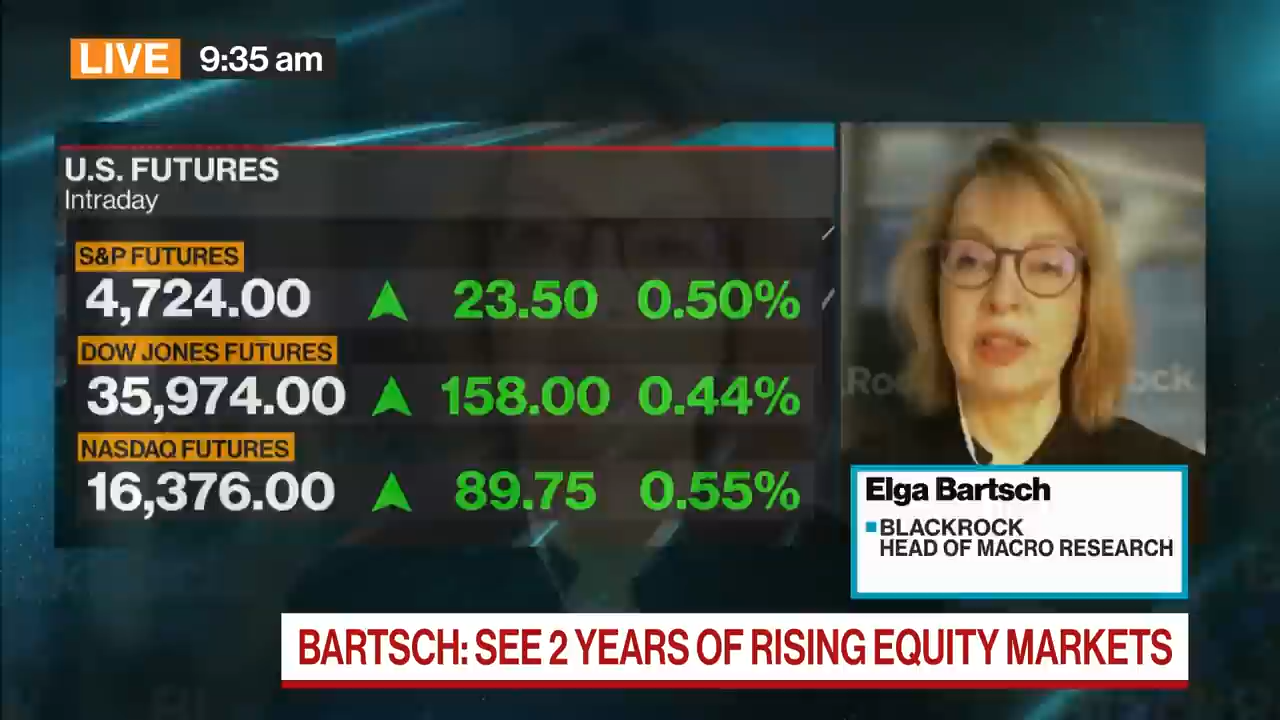 LIVE 9:35 am
U.S. FUTURES
Intraday
S&P FUTURES
4,724.00 ▲ 23.50 0.50%
DOW JONES FUTURES
35,974.00 ▲ 158.00 0.44%
NASDAQ FUTURES
16,376.00 ▲ 89.75 0.55%
Elga Bartsch
BLACKROCK
HEAD OF MACRO RESEARCH
BARTSCH: SEE 2 YEARS OF RISING EQUITY MARKETS